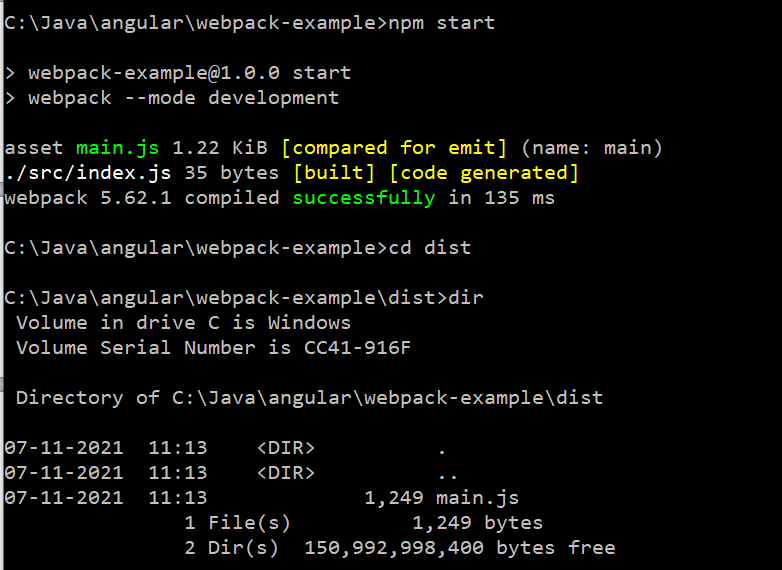 C:\Java\angular\webpack-example>npm start
> webpack-example@1.0.0 start
> webpack --mode development
asset main.js 1.22 KiB [compared for emit] (name: main)
./src/index.js 35 bytes [built] [code generated]
webpack 5.62.1 compiled successfully in 135 ms
C:\Java\angular\webpack-example>cd dist
C:\Java\angular\webpack-example\dist>dir
 Volume in drive C is Windows
 Volume Serial Number is CC41-916F
 Directory of C:\Java\angular\webpack-example\dist
07-11-2021  11:13    <DIR>          .
07-11-2021  11:13    <DIR>          ..
07-11-2021  11:13             1,249 main.js
               1 File(s)          1,249 bytes
               2 Dir(s)  150,992,998,400 bytes free